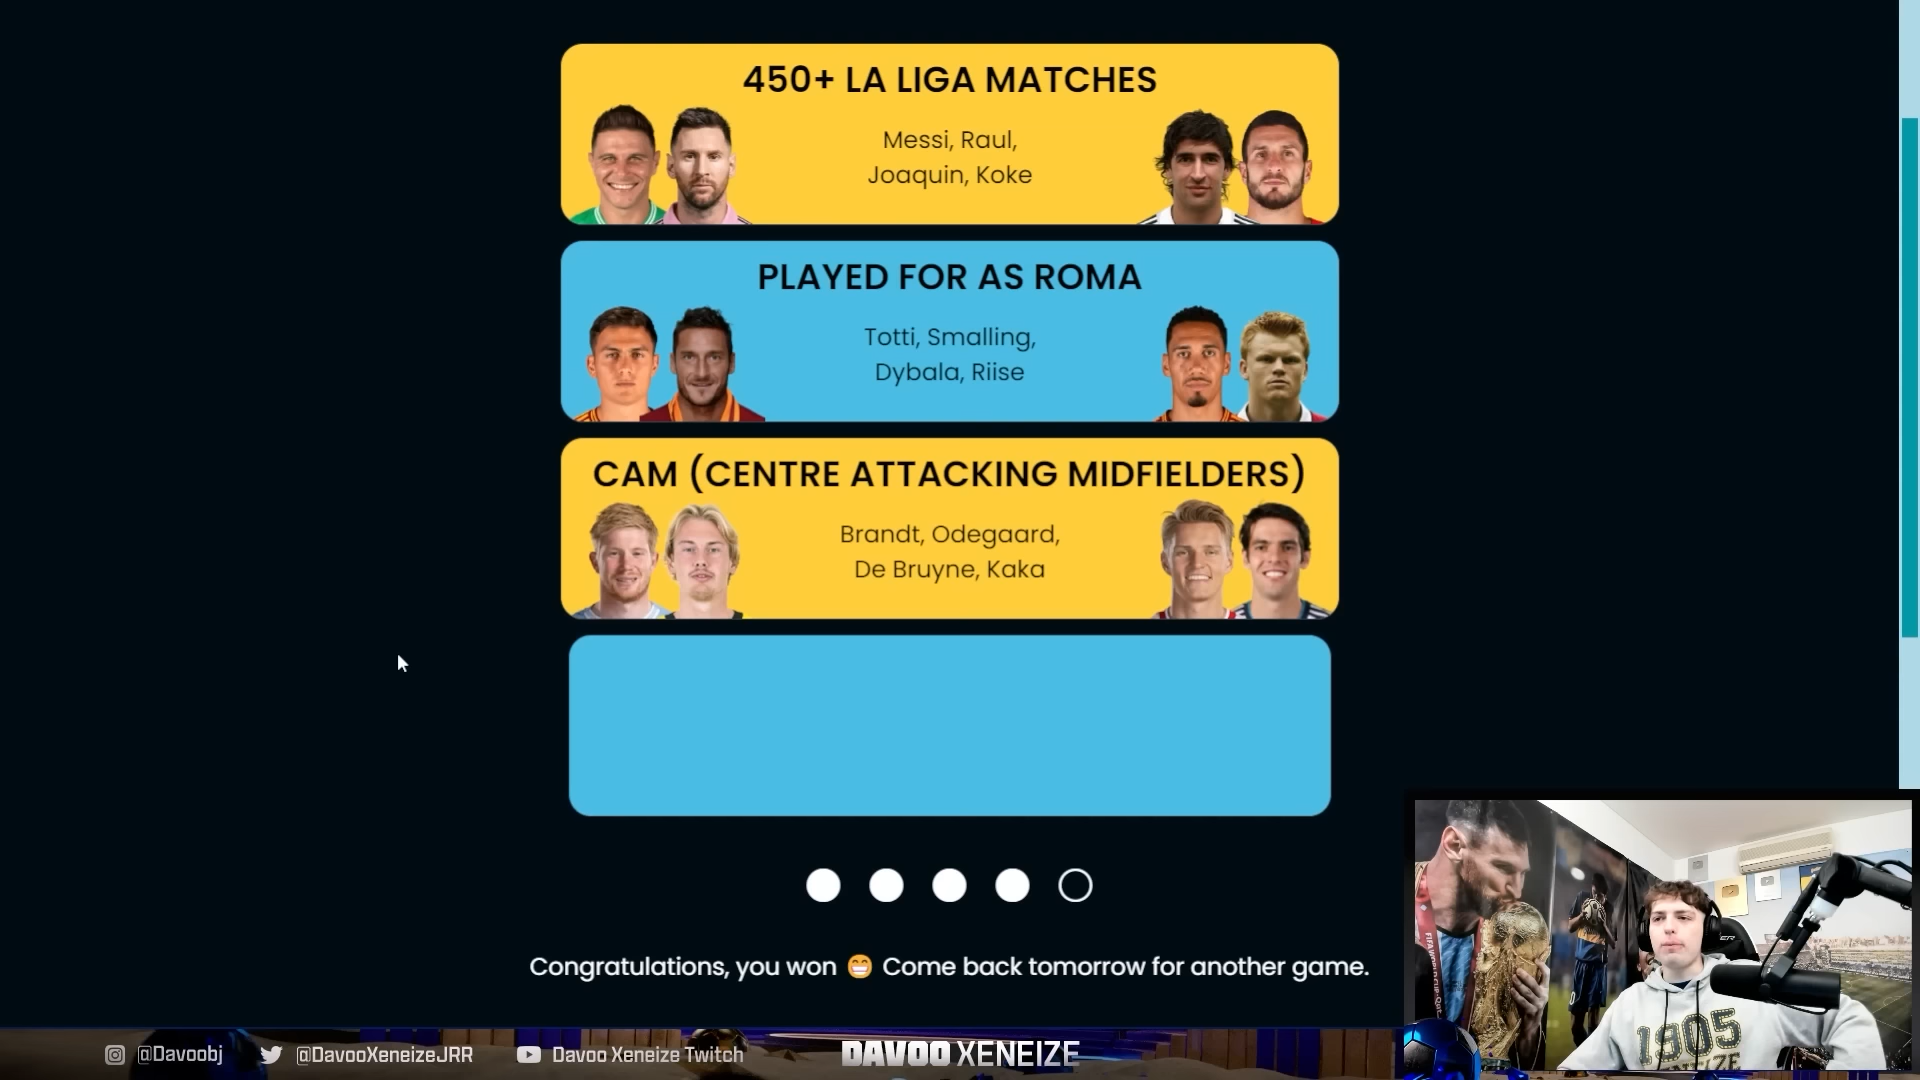 450+ LA LIGA MATCHES
Messi, Raul,
Joaquin, Koke
PLAYED FOR AS ROMA
Totti, Smalling,
Dybala, Riise
CAM (CENTRE ATTACKING MIDFIELDERS)
Brandt, Odegaard,
De Bruyne, Kaka
Congratulations, you won 😁 Come back tomorrow for another game.
@Davoobj
@DavooXeneizeJRR
Davoo Xeneize Twitch
DAVOO XENEIZE
1905